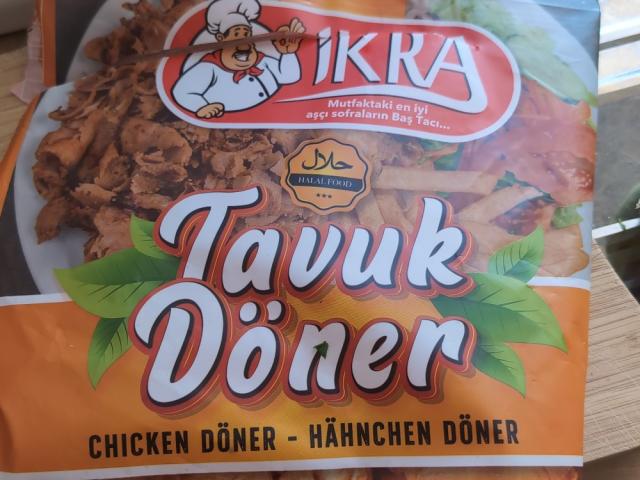 İKRA
Mutfaktaki en iyi
aşçı sofraların Baş Tacı...
حلال
HALAL FOOD
Tavuk
Döner
CHICKEN DÖNER - HÄHNCHEN DÖNER